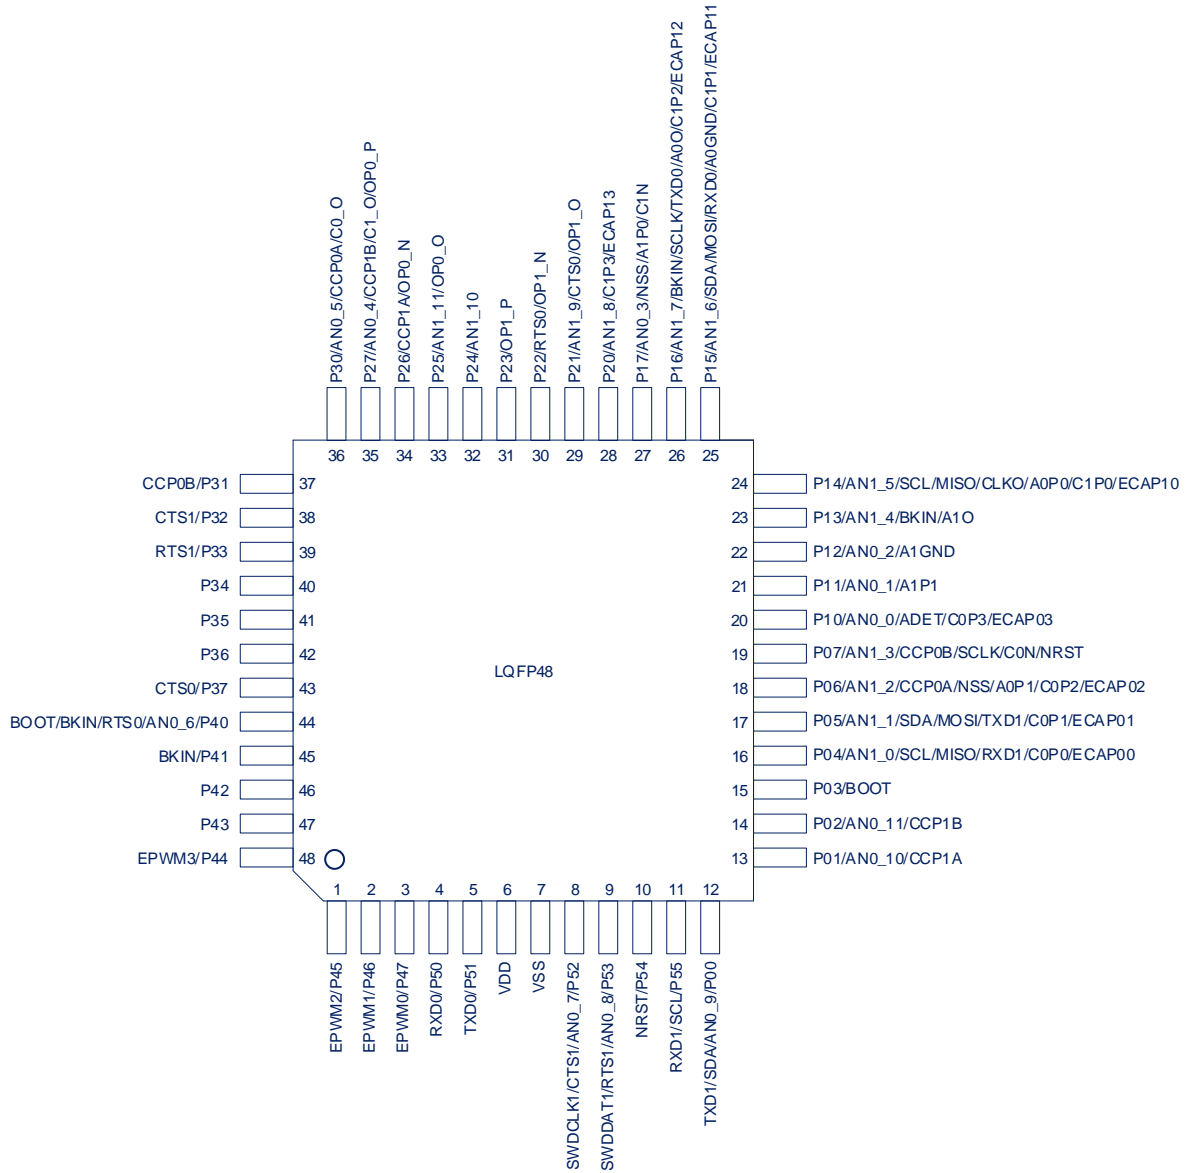 P30/AN0_5/CCP0A/C0_O
P27/AN0_4/CCP1B/C1_O/OP0_P
P26/CCP1A/OP0_N
P25/AN1_11/OP0_O
P24/AN1_10
P23/OP1_P
P22/RTS0/OP1_N
P21/AN1_9/CTS0/OP1_O
P20/AN1_8/C1P3/ECAP13
P17/AN0_3/NSS/A1P0/C1N
P16/AN1_7/BKIN/SCLK/TXD0/A0O/C1P2/ECAP12
P15/AN1_6/SDA/MOSI/RXD0/A0GND/C1P1/ECAP11
36 35 34 33 32 31 30 29 28 27 26 25
CCP0B/P31 37
CTS1/P32 38
RTS1/P33 39
P34 40
P35 41
P36 42
CTS0/P37 43
BOOT/BKIN/RTS0/AN0_6/P40 44
BKIN/P41 45
P42 46
P43 47
EPWM3/P44 48
LQFP48
24 P14/AN1_5/SCL/MISO/CLKO/A0P0/C1P0/ECAP10
23 P13/AN1_4/BKIN/A1O
22 P12/AN0_2/A1GND
21 P11/AN0_1/A1P1
20 P10/AN0_0/ADET/C0P3/ECAP03
19 P07/AN1_3/CCP0B/SCLK/C0N/NRST
18 P06/AN1_2/CCP0A/NSS/A0P1/C0P2/ECAP02
17 P05/AN1_1/SDA/MOSI/TXD1/C0P1/ECAP01
16 P04/AN1_0/SCL/MISO/RXD1/C0P0/ECAP00
15 P03/BOOT
14 P02/AN0_11/CCP1B
13 P01/AN0_10/CCP1A
1 2 3 4 5 6 7 8 9 10 11 12
EPWM2/P45
EPWM1/P46
EPWM0/P47
RXD0/P50
TXD0/P51
VDD
VSS
SWDCLK1/CTS1/AN0_7/P52
SWDDAT1/RTS1/AN0_8/P53
NRST/P54
RXD1/SCL/P55
TXD1/SDA/AN0_9/P00